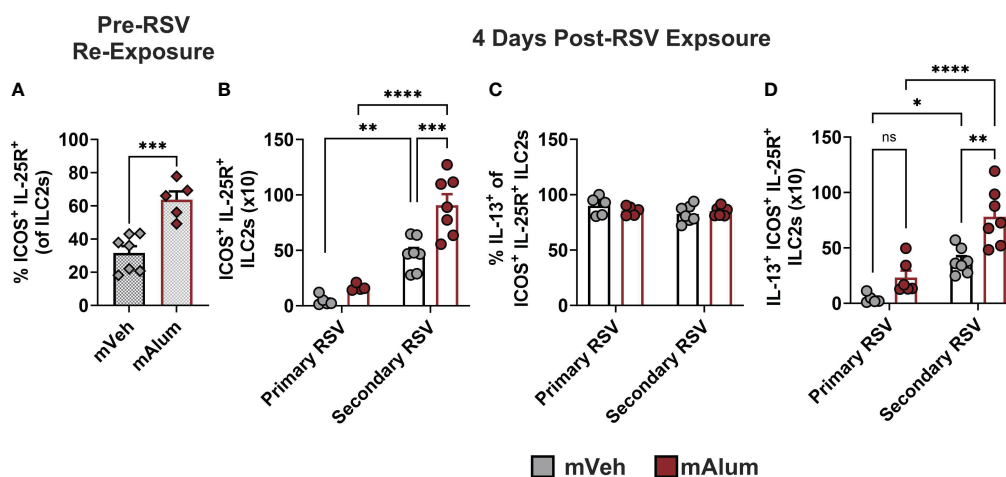 Pre-RSV
Re-Exposure
4 Days Post-RSV Expsoure
A
% ICOS+ IL-25R+
(of ILC2s)
100
80
60
40
20
0
***
mVeh
mAlum
B
ICOS+ IL-25R+
ILC2s (x10)
150
100
50
0
****
**
***
Primary RSV
Secondary RSV
C
% IL-13+ of
ICOS+ IL-25R+ ILC2s
150
100
50
0
Primary RSV
Secondary RSV
D
IL-13+ ICOS+ IL-25R+
ILC2s (x10)
150
100
50
0
****
*
ns
**
Primary RSV
Secondary RSV
mVeh
mAlum